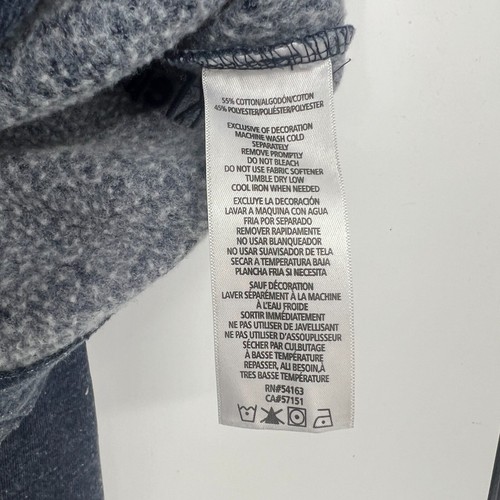 55% COTTON/ALGODÓN/COTON
45% POLYESTER/POLIÉSTER/POLYESTER
EXCLUSIVE OF DECORATION
MACHINE WASH COLD
SEPARATELY
REMOVE PROMPTLY
DO NOT BLEACH
DO NOT USE FABRIC SOFTENER
TUMBLE DRY LOW
COOL IRON WHEN NEEDED
EXCLUYE LA DECORACIÓN
LAVAR A MAQUINA CON AGUA
FRIA POR SEPARADO
REMOVER RAPIDAMENTE
NO USAR BLANQUEADOR
NO USAR SUAVISADOR DE TELA
SECAR A TEMPERATURA BAJA
PLANCHA FRIA SI NECESITA
SAUF DÉCORATION
LAVER SÉPARÉMENT À LA MACHINE
À L'EAU FROIDE
SORTIR IMMÉDIATEMENT
NE PAS UTILISER DE JAVELLISANT
NE PAS UTILISER D'ASSOUPLISSEUR
SÉCHER PAR CULBUTAGE
À BASSE TEMPÉRATURE
REPASSER, ALI BESOIN,À
TRES BASSE TEMPÉRATURE
RN#54163
CA#57151